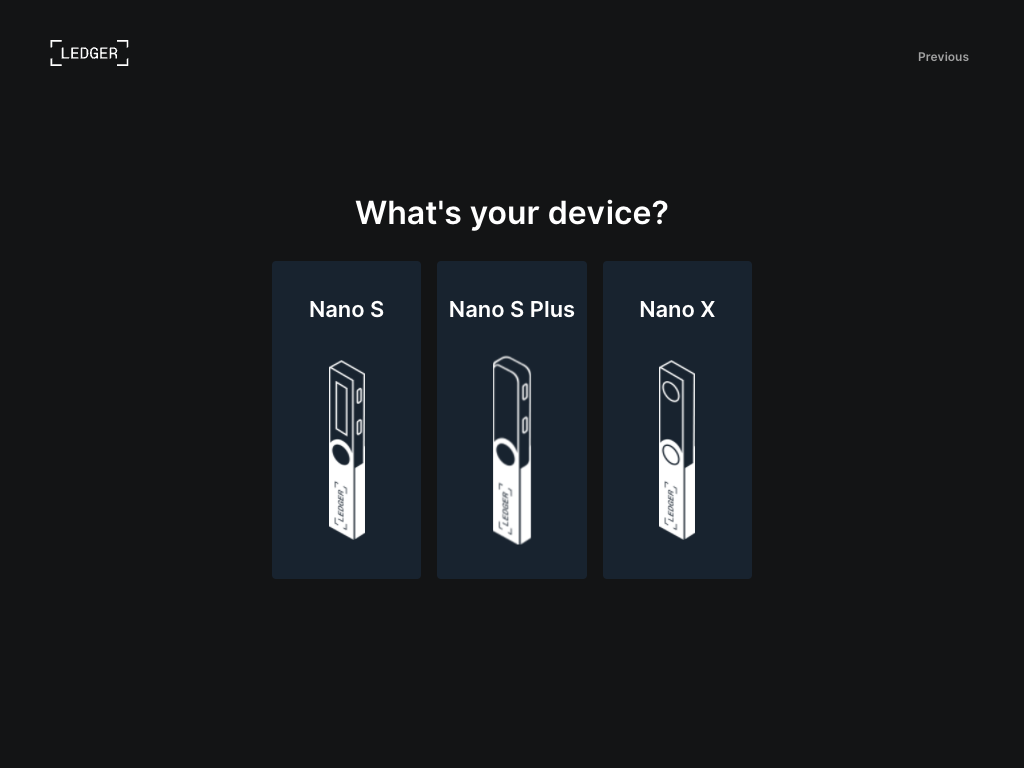 LEDGER
Previous
What's your device?
Nano S
Nano S Plus
Nano X
LEDGER
LEDGER
LEDGER